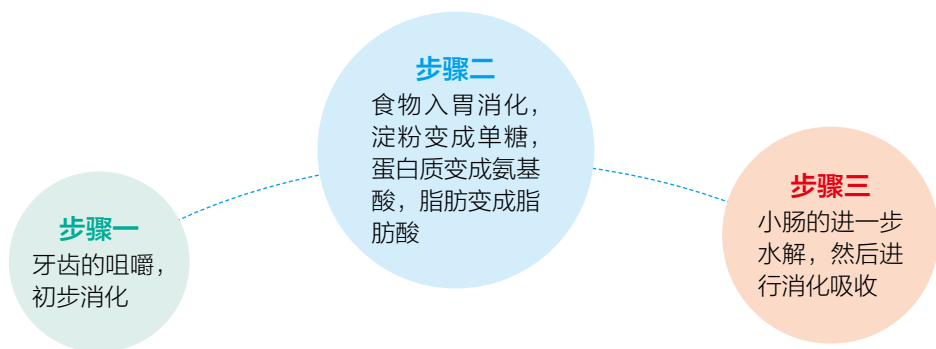 步骤一
牙齿的咀嚼，
初步消化
步骤二
食物入胃消化，
淀粉变成单糖，
蛋白质变成氨基
酸，脂肪变成脂
肪酸
步骤三
小肠的进一步
水解，然后进
行消化吸收